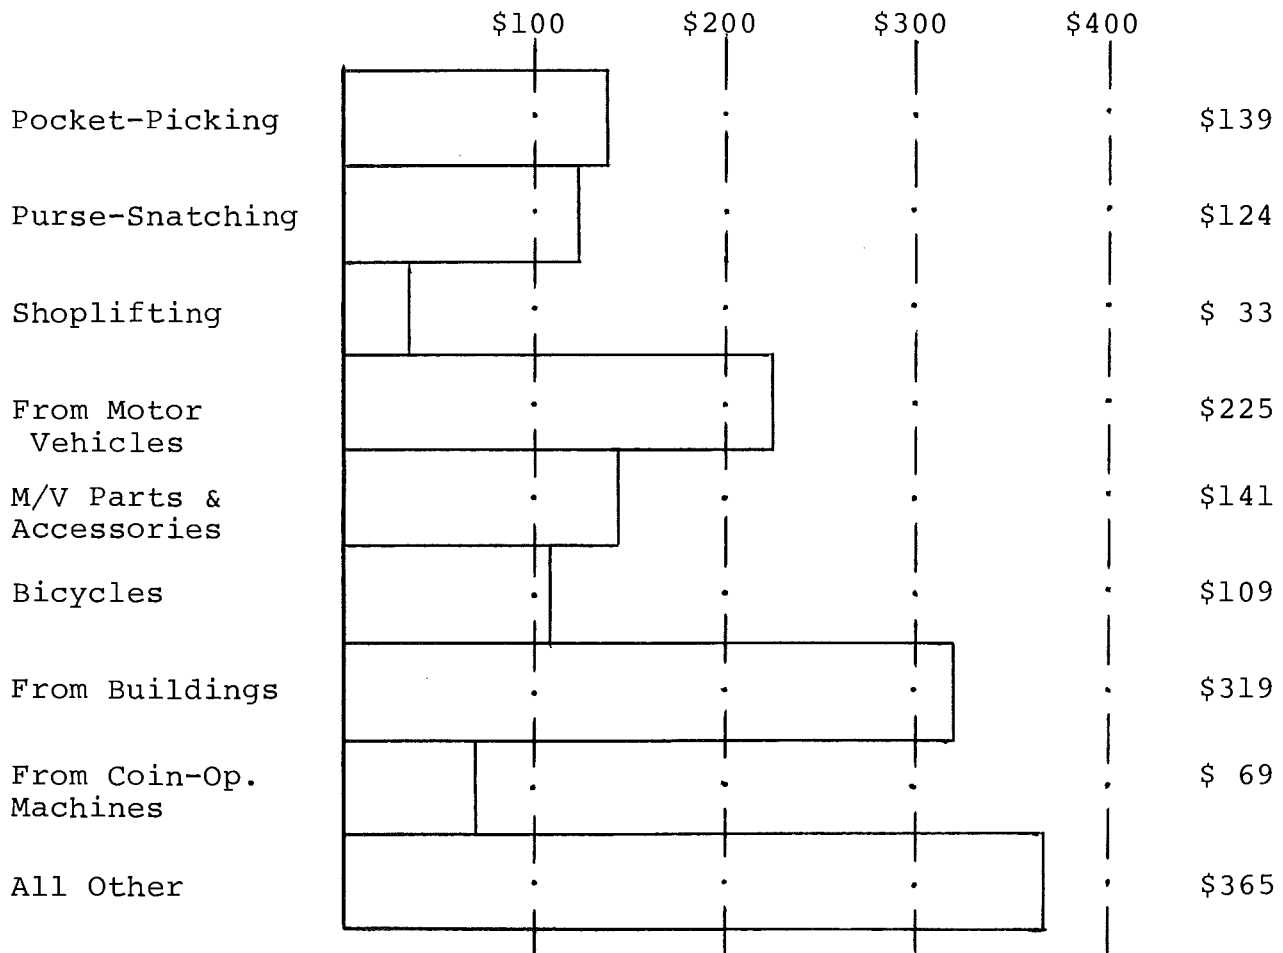 $100 $200 $300 $400
Pocket-Picking $139
Purse-Snatching $124
Shoplifting $ 33
From Motor $225
Vehicles
M/V Parts & $141
Accessories
Bicycles $109
From Buildings $319
From Coin-Op. $ 69
Machines
All Other $365